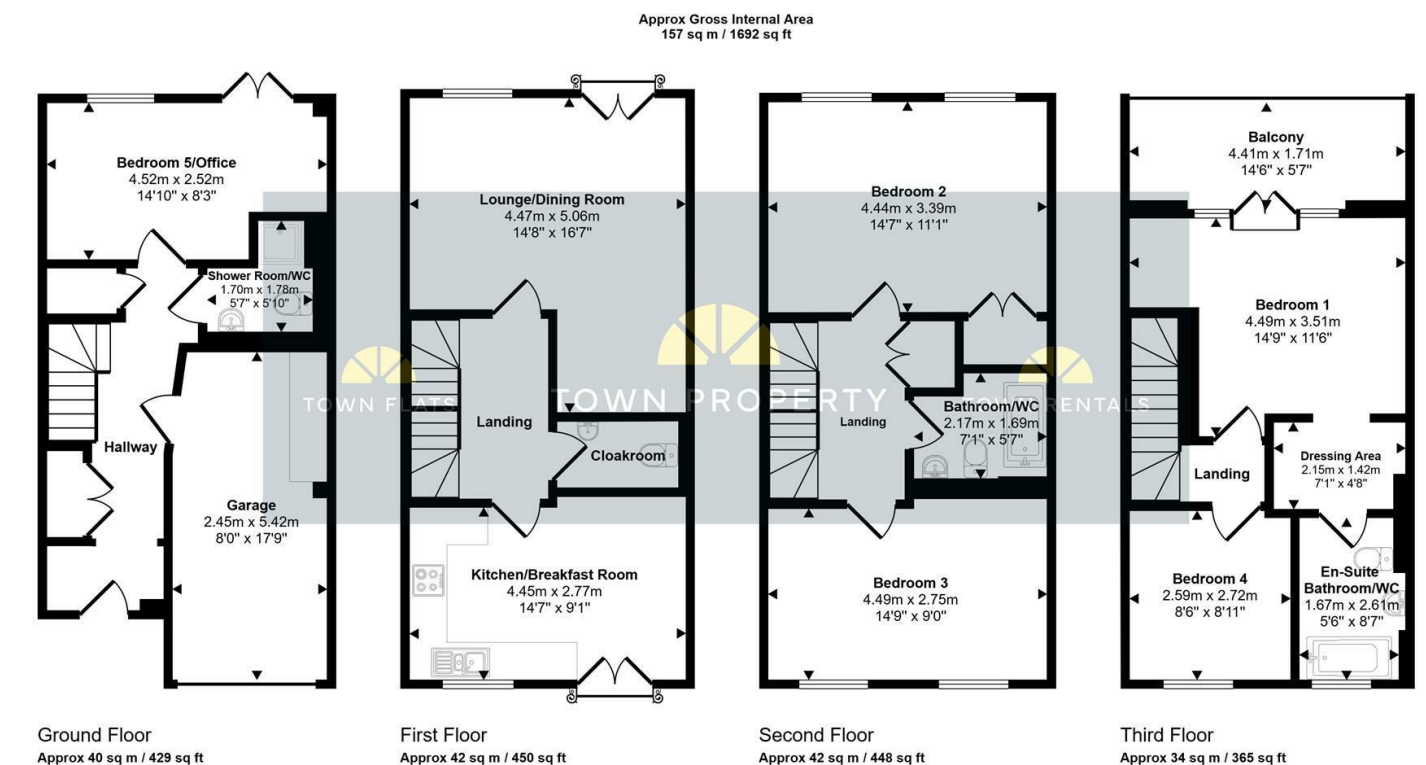 Approx Gross Internal Area
157 sq m / 1692 sq ft
Bedroom 5/Office
4.52m x 2.52m
14'10" x 8'3"
Shower Room/WC
1.70m x 1.78m
5'7" x 5'10"
Hallway
Garage
2.45m x 5.42m
8'0" x 17'9"
Ground Floor
Approx 40 sq m / 429 sq ft
Lounge/Dining Room
4.47m x 5.06m
14'8" x 16'7"
Landing
Cloakroom
Kitchen/Breakfast Room
4.45m x 2.77m
14'7" x 9'1"
First Floor
Approx 42 sq m / 450 sq ft
Bedroom 2
4.44m x 3.39m
14'7" x 11'1"
Landing
Bathroom/WC
2.17m x 1.69m
7'1" x 5'7"
Bedroom 3
4.49m x 2.75m
14'9" x 9'0"
Second Floor
Approx 42 sq m / 448 sq ft
Balcony
4.41m x 1.71m
14'6" x 5'7"
Bedroom 1
4.49m x 3.51m
14'9" x 11'6"
Dressing Area
2.15m x 1.42m
7'1" x 4'8"
Landing
Bedroom 4
2.59m x 2.72m
8'6" x 8'11"
En-Suite
Bathroom/WC
1.67m x 2.61m
5'6" x 8'7"
Third Floor
Approx 34 sq m / 365 sq ft
TOWN FLATS
TOWN PROPERTY
RENTALS